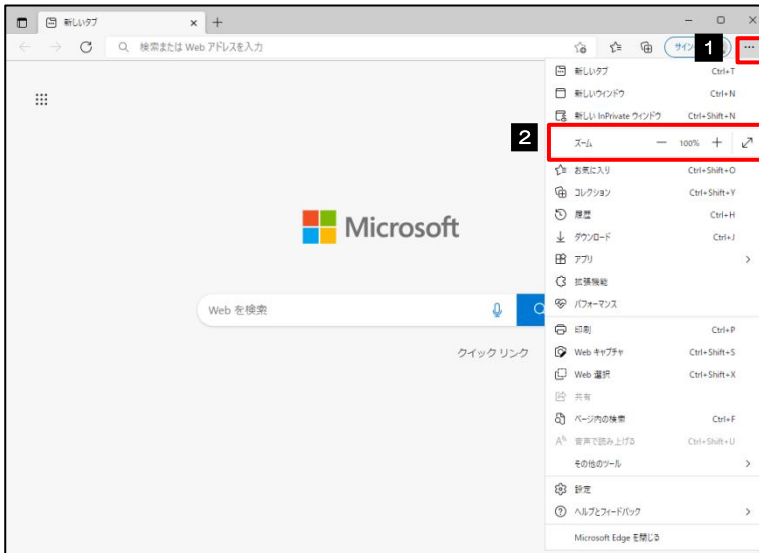 新しいタブ
検索または Web アドレスを入力
サイン
1
新しいタブ Ctrl+T
新しいウィンドウ Ctrl+N
新しい InPrivate ウィンドウ Ctrl+Shift+N
2
ズーム 100%
お気に入り Ctrl+Shift+O
コレクション Ctrl+Shift+Y
履歴 Ctrl+H
ダウンロード Ctrl+J
アプリ
拡張機能
パフォーマンス
印刷 Ctrl+P
Web キャプチャ Ctrl+Shift+S
Web 選択 Ctrl+Shift+X
共有
ページ内の検索 Ctrl+F
音声で読み上げる Ctrl+Shift+U
その他のツール
設定
ヘルプとフィードバック
Microsoft Edge を閉じる
Microsoft
Web を検索
クイック リンク